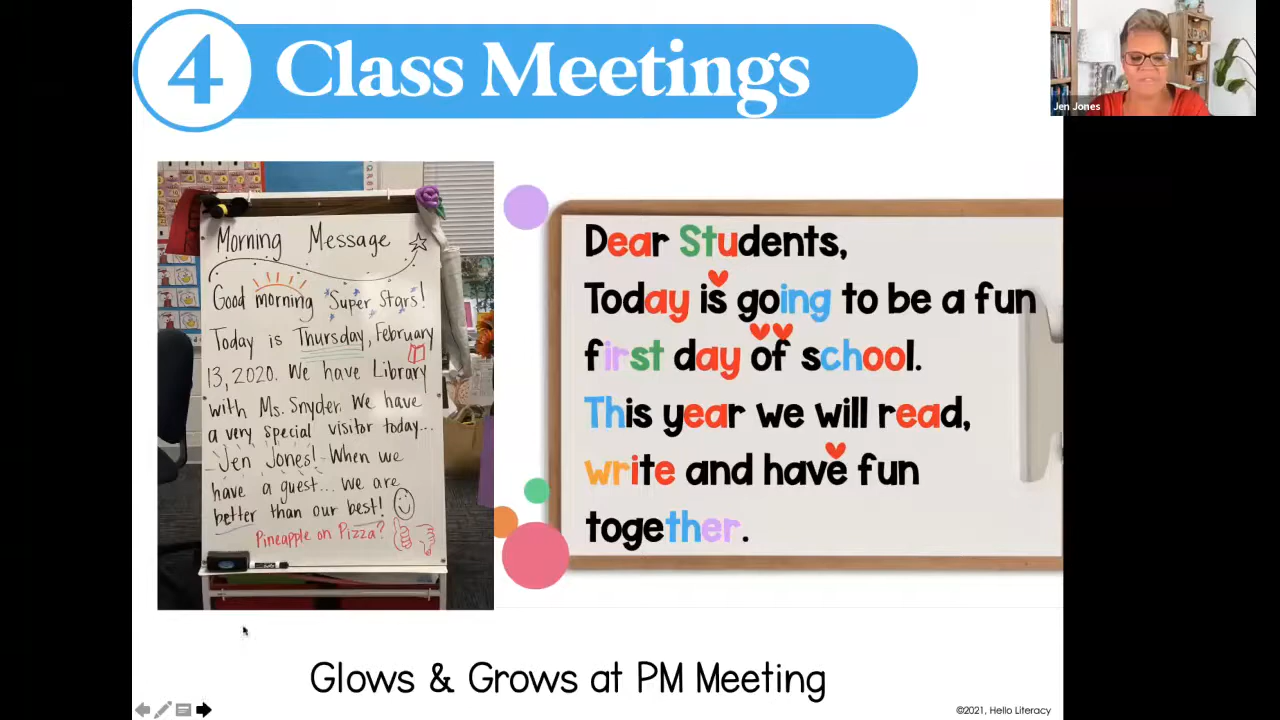 4 Class Meetings
Jen Jones
Morning Message
Good morning Super Stars!
Today is Thursday, February
13, 2020. We have Library
with Ms. Snyder. We have
a very special visitor today...
Jen Jones! When we
have a guest... we are
better than our best!
Pineapple on Pizza?
Dear Students,
Today is going to be a fun
first day of school.
This year we will read,
write and have fun
together.
Glows & Grows at PM Meeting
©2021, Hello Literacy